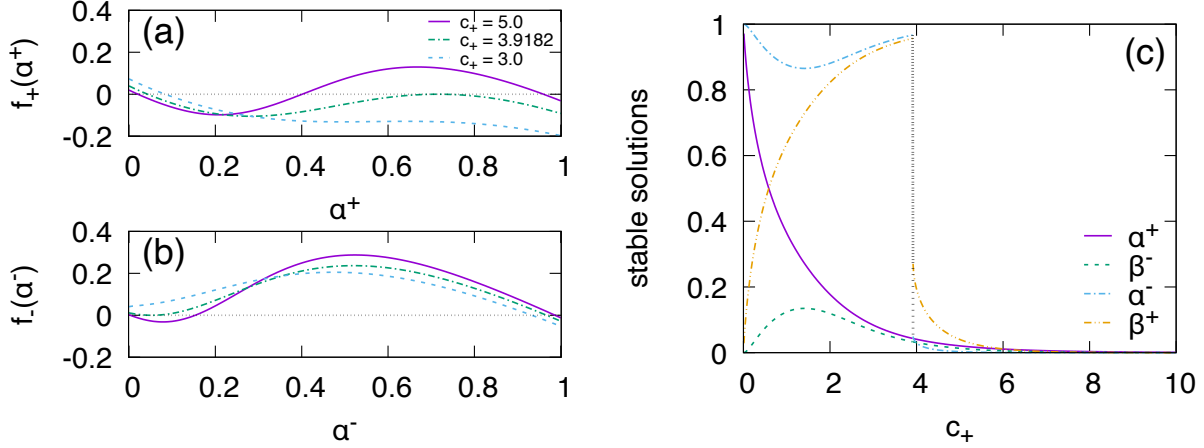 (a)
c₊ = 5.0
c₊ = 3.9182
c₊ = 3.0
f₊(α⁺)
0.4
0.2
0
-0.2
0 0.2 0.4 0.6 0.8 1
α⁺
(b)
f₋(α⁻)
0.4
0.2
0
-0.2
0 0.2 0.4 0.6 0.8 1
α⁻
(c)
stable solutions
1
0.8
0.6
0.4
0.2
0
α⁺
β⁻
α⁻
β⁺
0 2 4 6 8 10
c₊